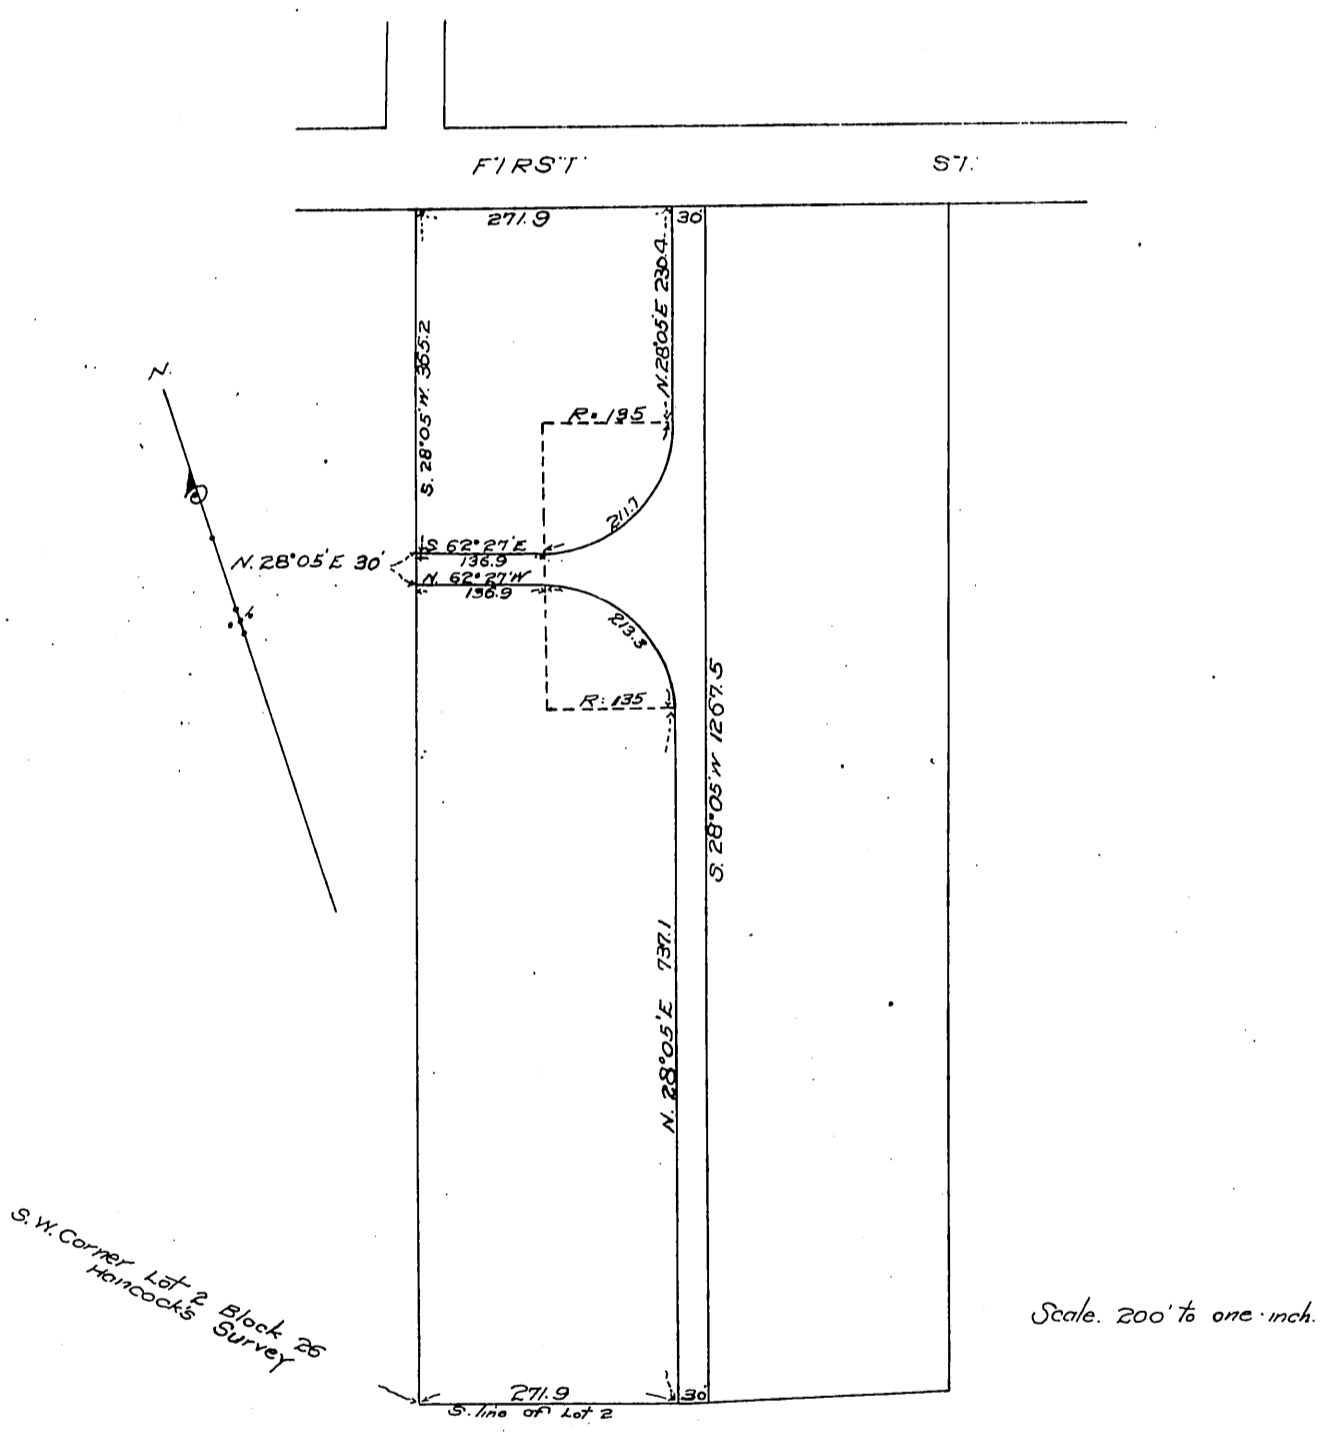 FIRST ST.
271.9
30'
S. 28°05'W. 365.2
N. 28°05'E 230.4
N.
R = 135
211.7
S 62°27'E
136.9
N. 28°05'E 30'
N. 62°27'W
136.9
213.3
R = 135
S. 28°05'W 1267.5
N. 28°05'E 737.1
S. W. Corner Lot 2 Block 26
Hancock's Survey
Scale. 200' to one inch.
271.9
30'
S. line of Lot 2